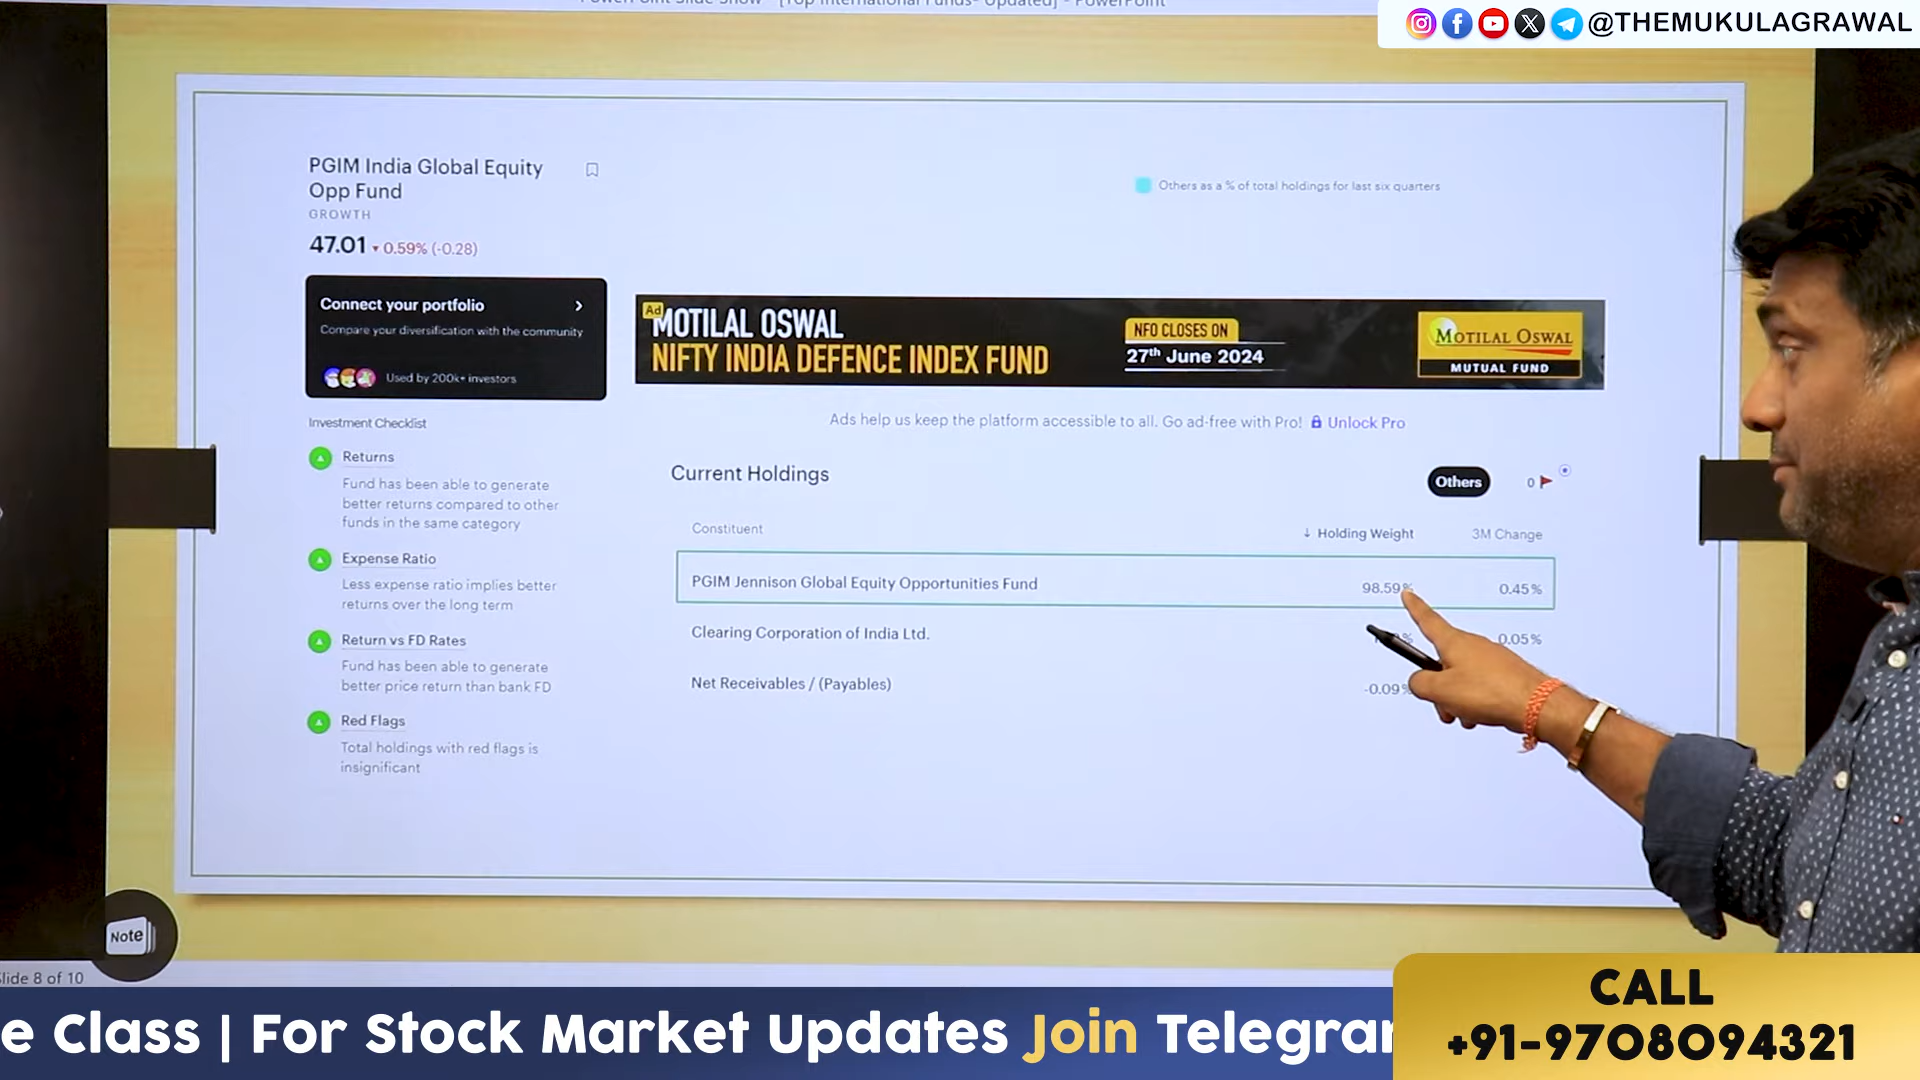 @THEMUKULAGRAWAL
PGIM India Global Equity
Opp Fund
GROWTH
47.01 ▾ 0.59% (-0.28)
Others as a % of total holdings for last six quarters
Connect your portfolio
Compare your diversification with the community
Used by 200k+ investors
Ad
MOTILAL OSWAL
NIFTY INDIA DEFENCE INDEX FUND
NFO CLOSES ON
27th June 2024
MOTILAL OSWAL
MUTUAL FUND
Ads help us keep the platform accessible to all. Go ad-free with Pro! Unlock Pro
Investment Checklist
Returns
Fund has been able to generate
better returns compared to other
funds in the same category
Expense Ratio
Less expense ratio implies better
returns over the long term
Return vs FD Rates
Fund has been able to generate
better price return than bank FD
Red Flags
Total holdings with red flags is
insignificant
Current Holdings
Others
0
Constituent
↓ Holding Weight
3M Change
PGIM Jennison Global Equity Opportunities Fund
98.59%
0.45%
Clearing Corporation of India Ltd.
0.05%
Net Receivables / (Payables)
-0.09%
Note
Slide 8 of 10
e Class | For Stock Market Updates Join Telegram
CALL
+91-9708094321